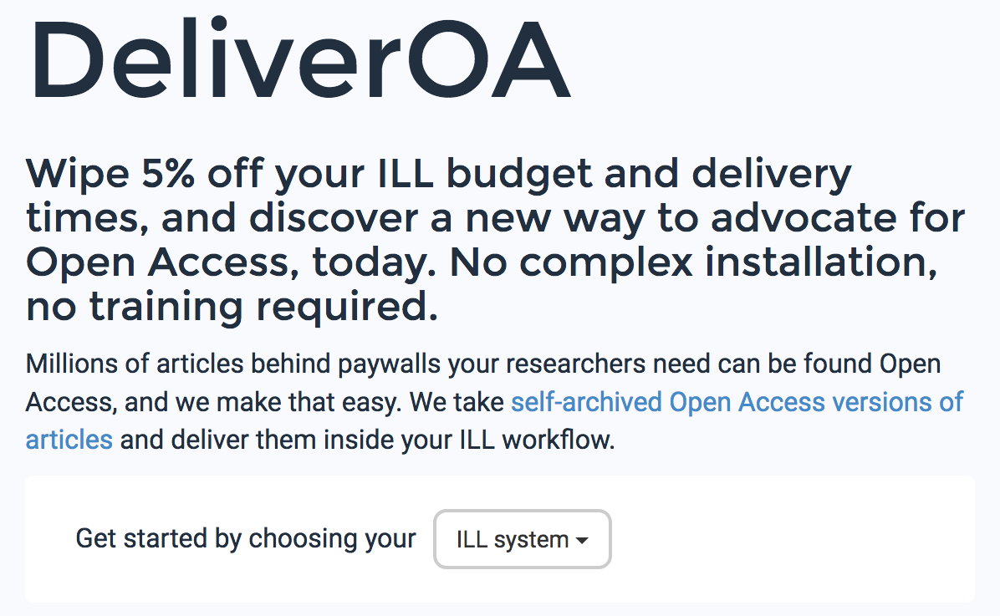 DeliverOA
Wipe 5% off your ILL budget and delivery
times, and discover a new way to advocate for
Open Access, today. No complex installation,
no training required.
Millions of articles behind paywalls your researchers need can be found Open
Access, and we make that easy. We take self-archived Open Access versions of
articles and deliver them inside your ILL workflow.
Get started by choosing your ILL system